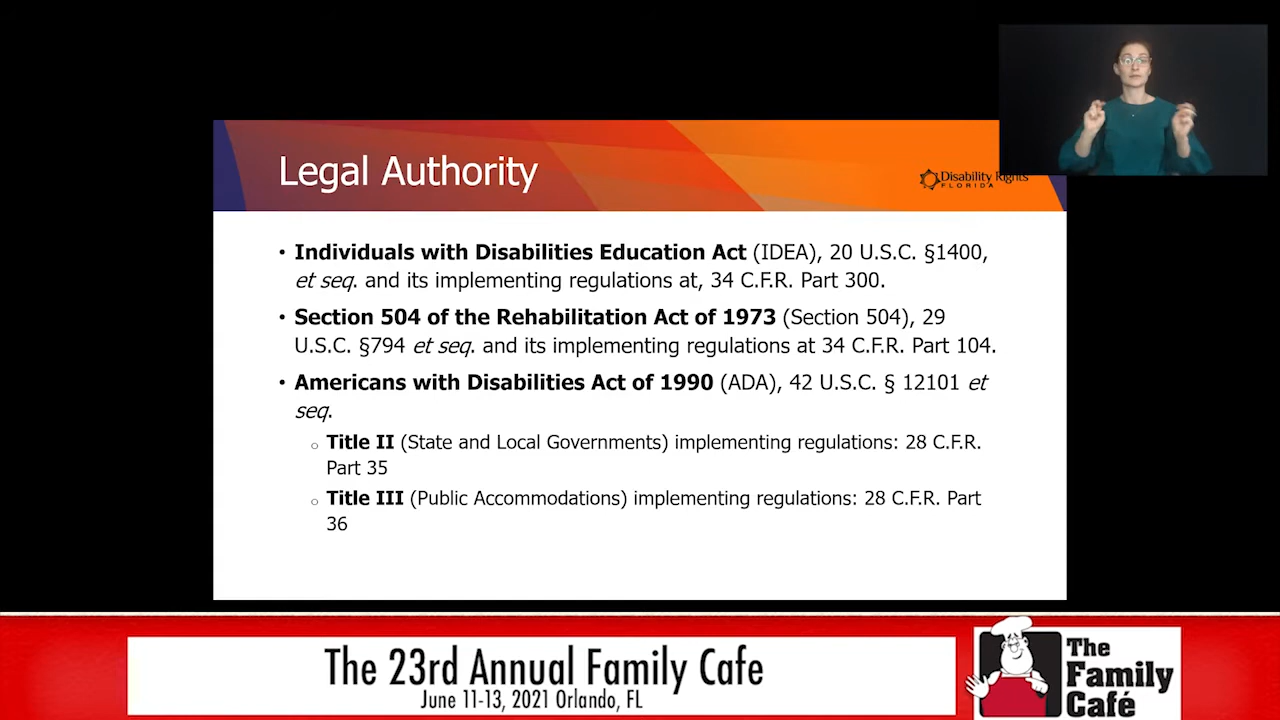 Legal Authority
Disability Rights
FLORIDA
• Individuals with Disabilities Education Act (IDEA), 20 U.S.C. §1400,
et seq. and its implementing regulations at, 34 C.F.R. Part 300.
• Section 504 of the Rehabilitation Act of 1973 (Section 504), 29
U.S.C. §794 et seq. and its implementing regulations at 34 C.F.R. Part 104.
• Americans with Disabilities Act of 1990 (ADA), 42 U.S.C. § 12101 et
seq.
○ Title II (State and Local Governments) implementing regulations: 28 C.F.R.
Part 35
○ Title III (Public Accommodations) implementing regulations: 28 C.F.R. Part
36
The 23rd Annual Family Cafe
June 11-13, 2021 Orlando, FL
The
Family
Café